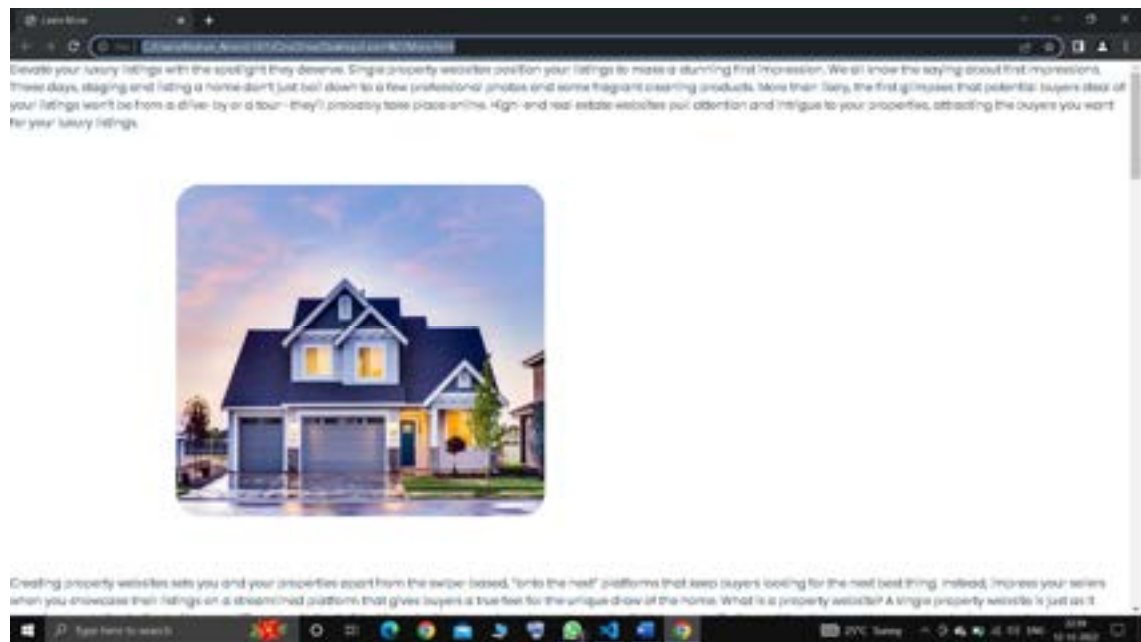 Learn More
Elevate your luxury listings with the spotlight they deserve. Single property websites position your listings to make a stunning first impression. We all know the saying about first impressions.
These days, staging and listing a home don't just boil down to a few professional photos and some fragrant cleaning products. More than likely, the first glimpses that potential buyers steal of
your listings won't be from a drive-by or a tour- they'll probably take place online. High-end real estate websites pull attention and intrigue to your properties, attracting the buyers you want
for your luxury listings.
Creating property websites sets you and your properties apart from the swipe-based, "onto the next" platforms that keep buyers looking for the next best thing. Instead, impress your sellers
when you showcase their listings on a streamlined platform that gives buyers a true feel for the unique draw of the home. What is a property website? A single property website is just as it
Type here to search
Sunny